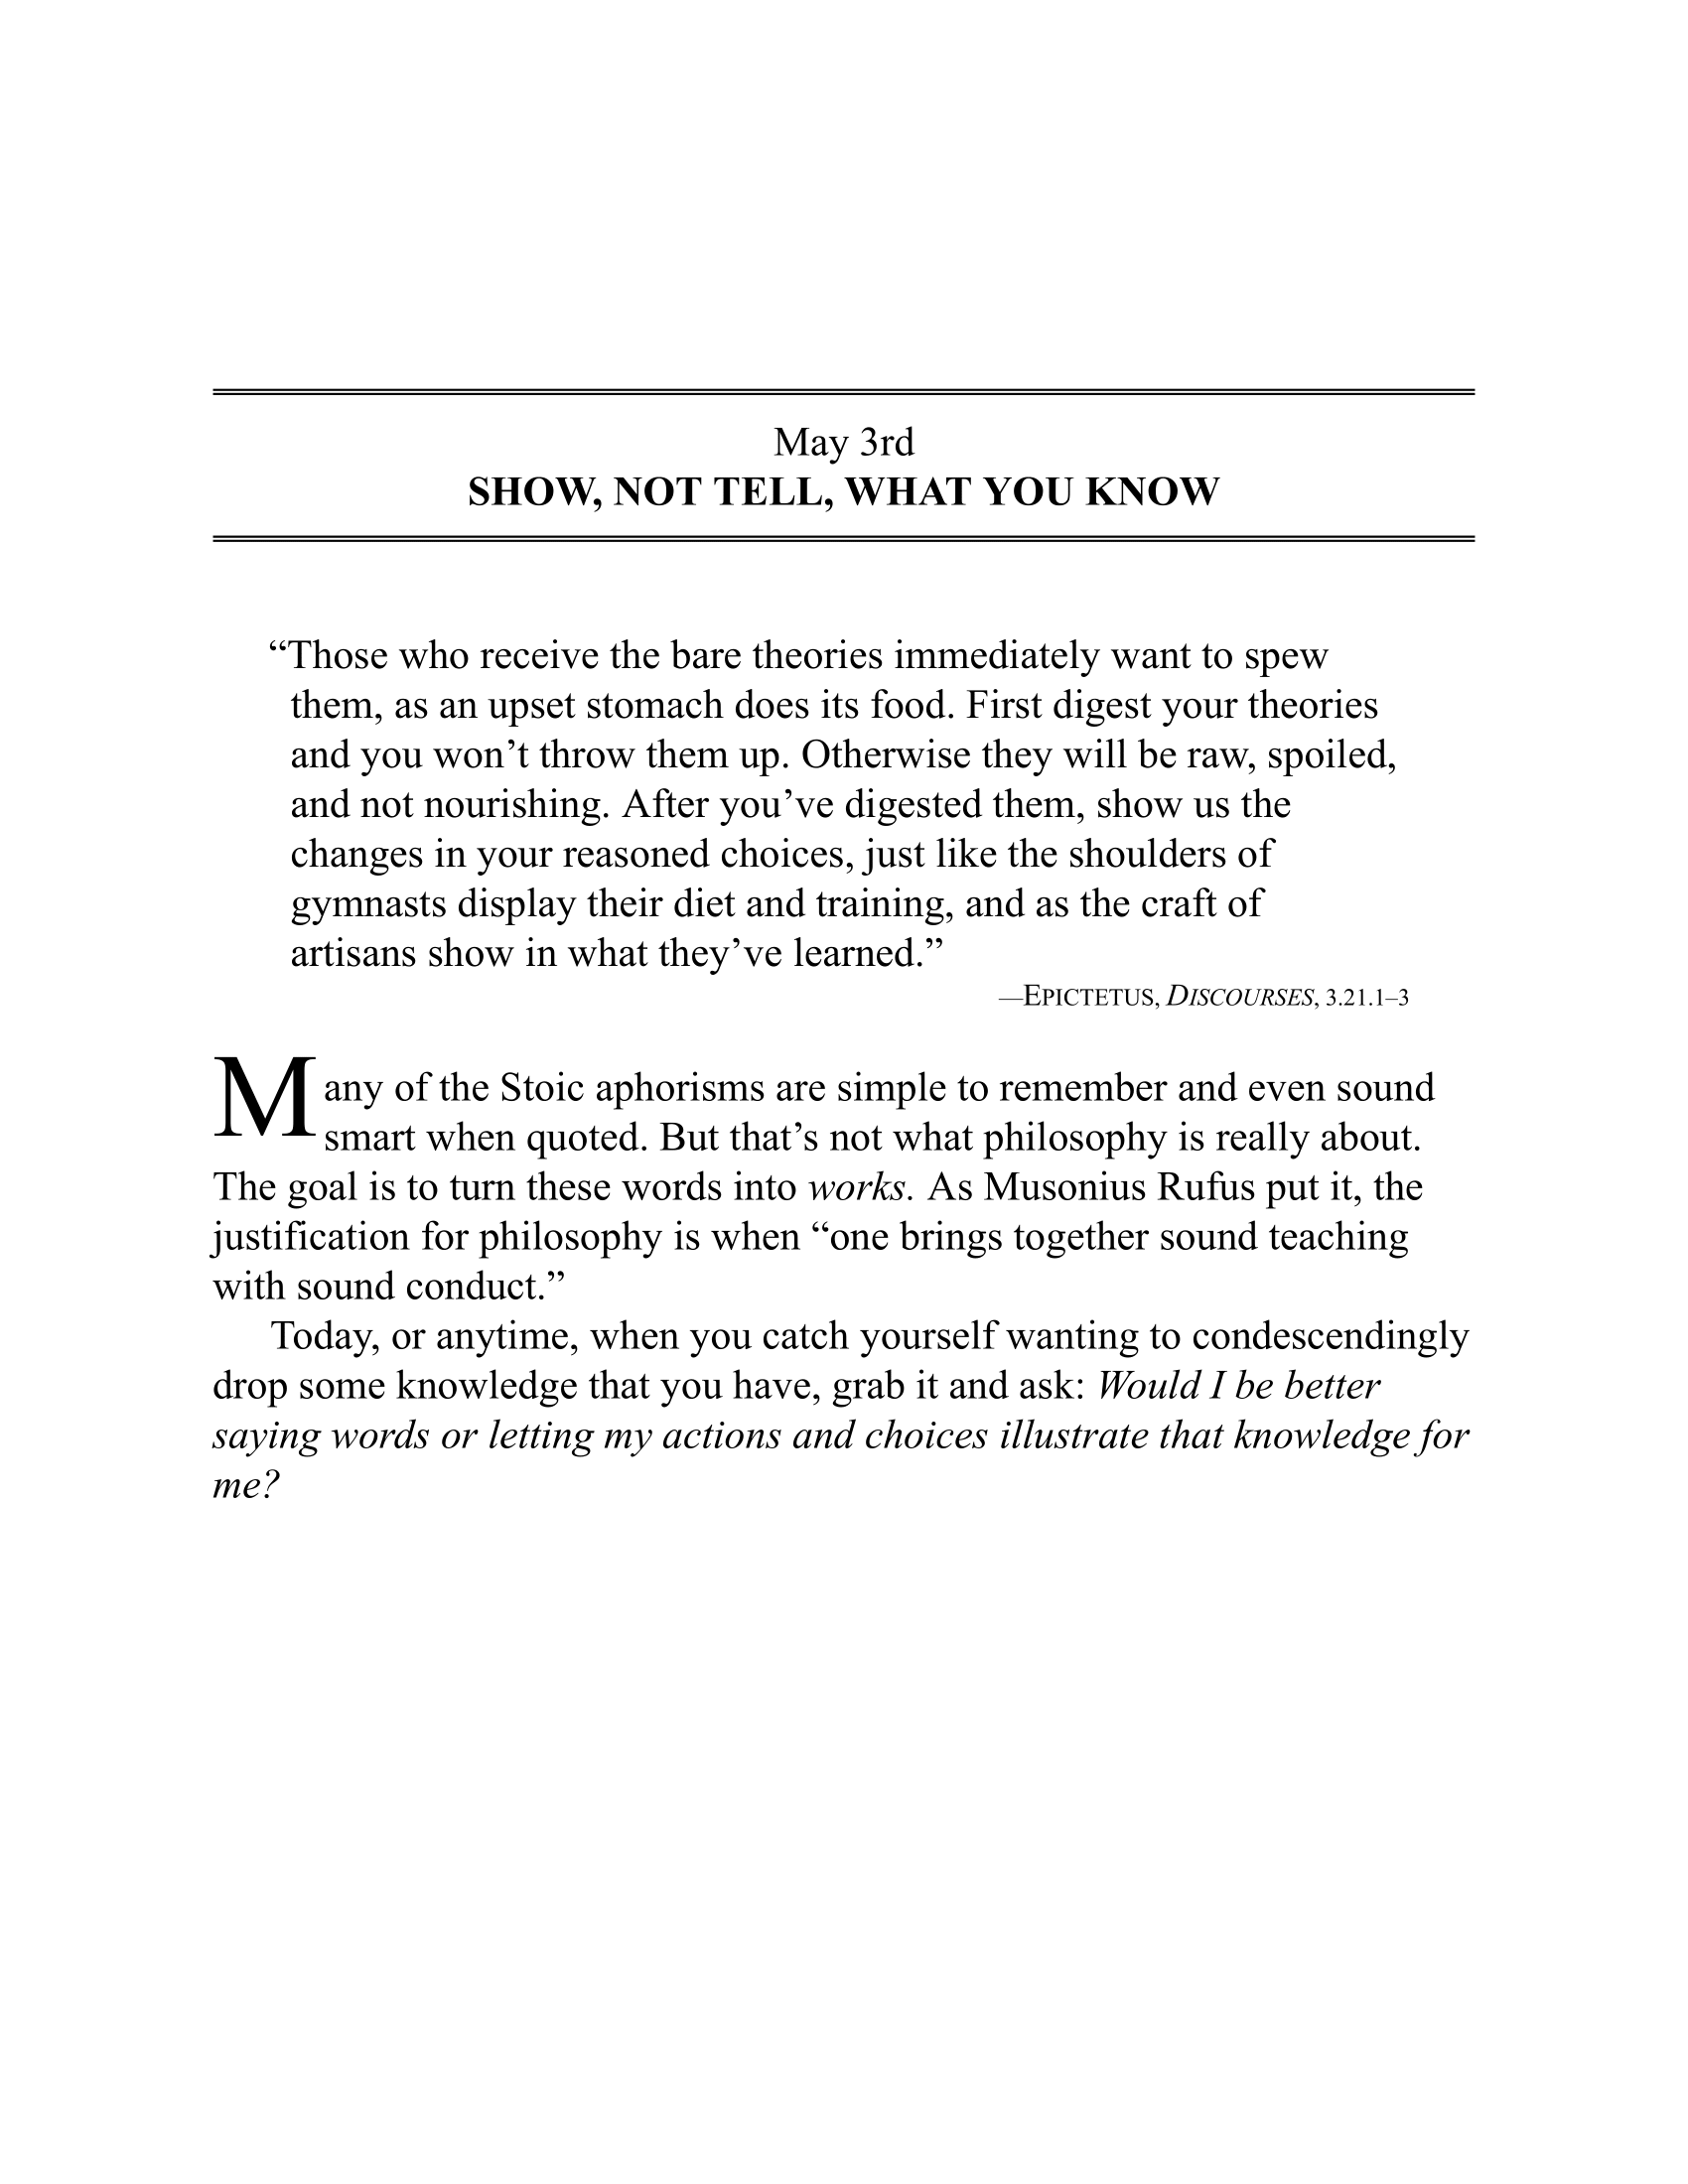 May 3rd
SHOW, NOT TELL, WHAT YOU KNOW
“Those who receive the bare theories immediately want to spew
them, as an upset stomach does its food. First digest your theories
and you won’t throw them up. Otherwise they will be raw, spoiled,
and not nourishing. After you’ve digested them, show us the
changes in your reasoned choices, just like the shoulders of
gymnasts display their diet and training, and as the craft of
artisans show in what they’ve learned.”
—EPICTETUS, DISCOURSES, 3.21.1–3
Many of the Stoic aphorisms are simple to remember and even sound
smart when quoted. But that’s not what philosophy is really about.
The goal is to turn these words into works. As Musonius Rufus put it, the
justification for philosophy is when “one brings together sound teaching
with sound conduct.”
Today, or anytime, when you catch yourself wanting to condescendingly
drop some knowledge that you have, grab it and ask: Would I be better
saying words or letting my actions and choices illustrate that knowledge for
me?